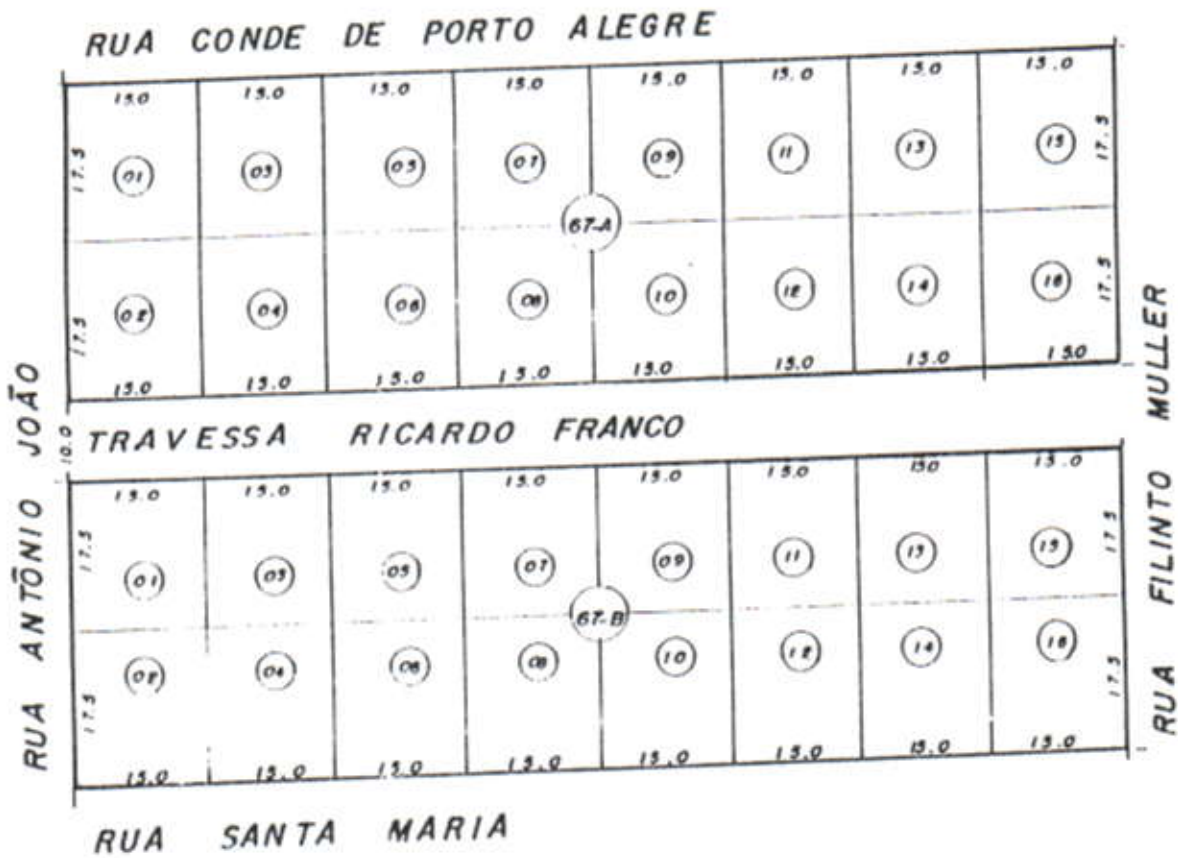 RUA CONDE DE PORTO ALEGRE
15.0 15.0 15.0 15.0 15.0 15.0 15.0 15.0
17.5 17.5
01 03 05 07 09 11 13 15
67-A
02 04 06 08 10 12 14 16
17.5 17.5
15.0 15.0 15.0 15.0 15.0 15.0 15.0 15.0
10.0
TRAVESSA RICARDO FRANCO
15.0 15.0 15.0 15.0 15.0 15.0 150 15.0
17.5 17.5
01 03 05 07 09 11 13 15
67-B
02 04 06 08 10 12 14 16
17.5 17.5
15.0 15.0 15.0 15.0 15.0 15.0 15.0 15.0
RUA SANTA MARIA
RUA ANTÔNIO JOÃO
RUA FILINTO MULLER